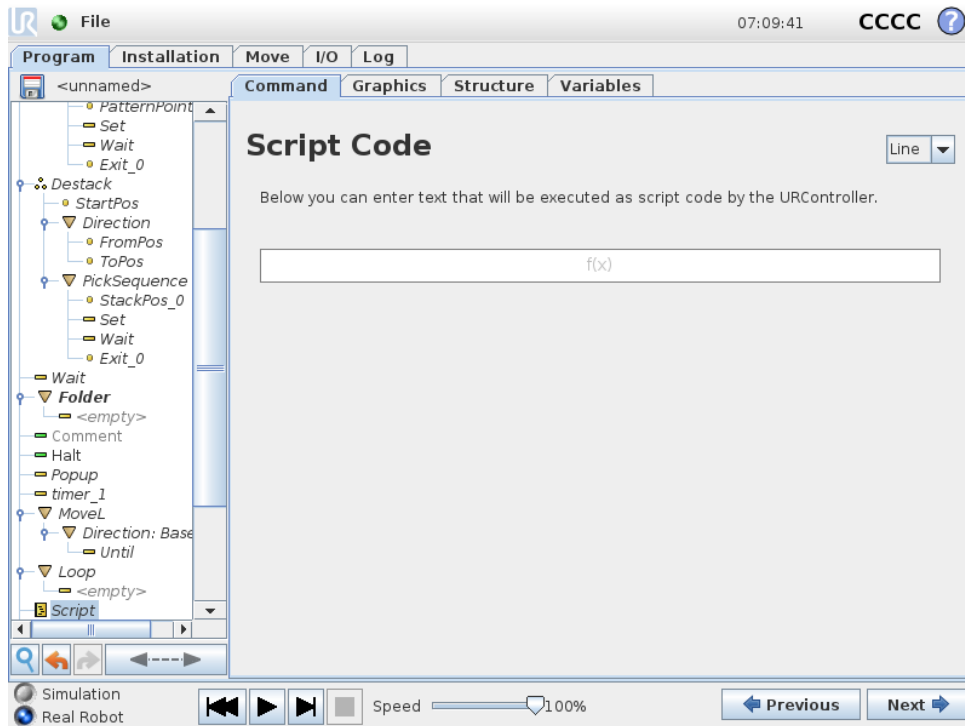 UR File 07:09:41 CCCC ?
Program Installation Move I/O Log
<unnamed> Command Graphics Structure Variables
PatternPoint
Set
Wait
Exit_0
Destack
StartPos
Direction
FromPos
ToPos
PickSequence
StackPos_0
Set
Wait
Exit_0
Wait
Folder
<empty>
Comment
Halt
Popup
timer_1
MoveL
Direction: Base
Until
Loop
<empty>
Script
Script Code
Line
Below you can enter text that will be executed as script code by the URController.
f(x)
Simulation
Real Robot
Speed 100%
Previous Next